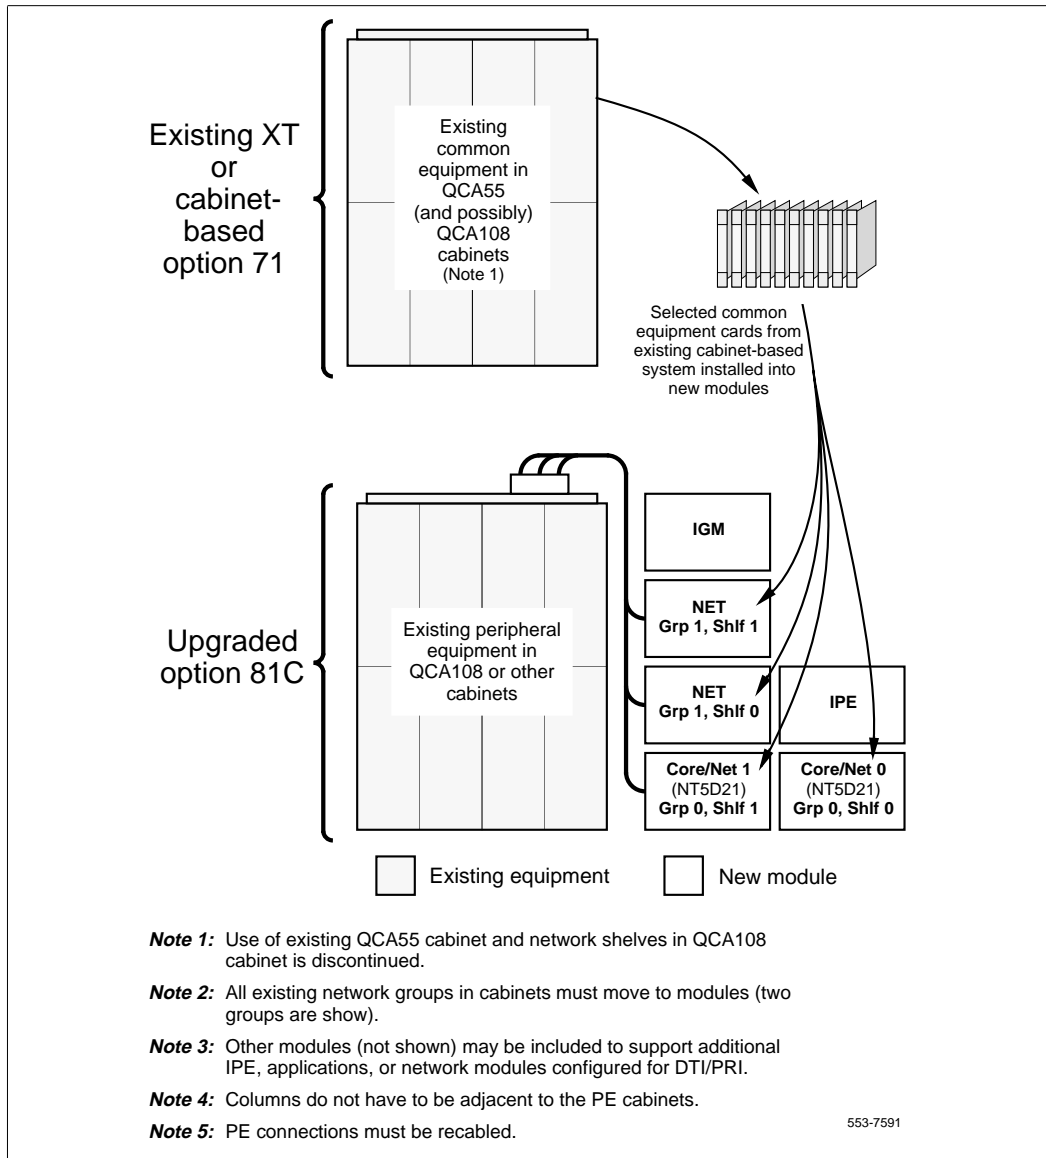 Existing XT
or
cabinet-
based
option 71
Existing
common
equipment in
QCA55
(and possibly)
QCA108
cabinets
(Note 1)
Selected common
equipment cards from
existing cabinet-based
system installed into
new modules
Upgraded
option 81C
Existing peripheral
equipment in
QCA108 or other
cabinets
IGM
NET
Grp 1, Shlf 1
NET
Grp 1, Shlf 0
IPE
Core/Net 1
(NT5D21)
Grp 0, Shlf 1
Core/Net 0
(NT5D21)
Grp 0, Shlf 0
Existing equipment
New module
Note 1: Use of existing QCA55 cabinet and network shelves in QCA108
cabinet is discontinued.
Note 2: All existing network groups in cabinets must move to modules (two
groups are show).
Note 3: Other modules (not shown) may be included to support additional
IPE, applications, or network modules configured for DTI/PRI.
Note 4: Columns do not have to be adjacent to the PE cabinets.
Note 5: PE connections must be recabled.
553-7591